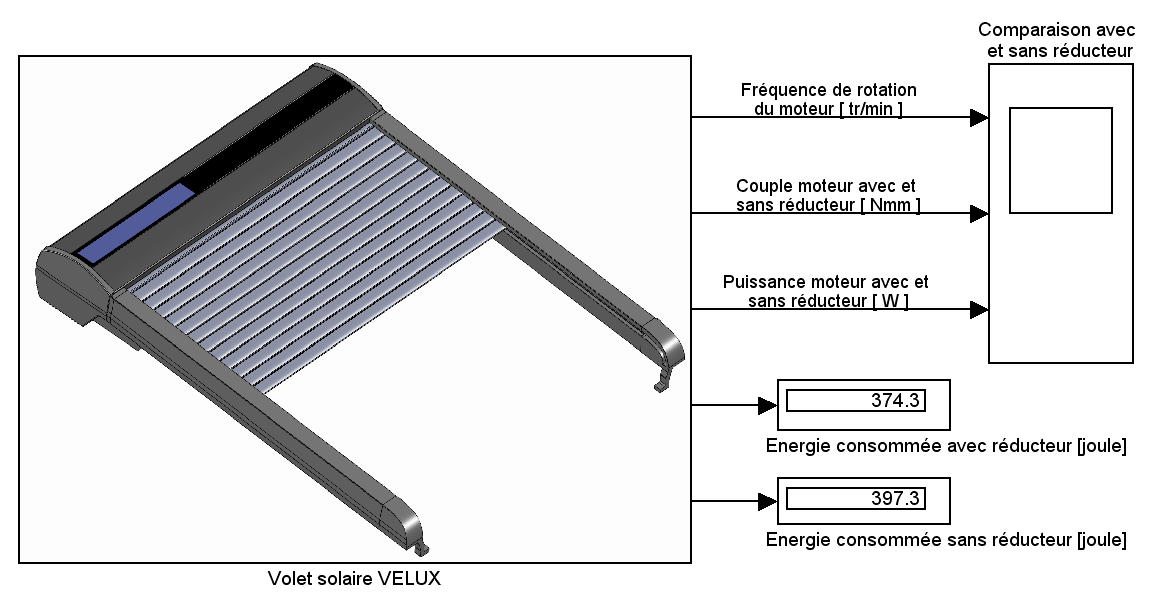 Comparaison avec
et sans réducteur
Fréquence de rotation
du moteur [ tr/min ]
Couple moteur avec et
sans réducteur [ Nmm ]
Puissance moteur avec et
sans réducteur [ W ]
374.3
Energie consommée avec réducteur [joule]
397.3
Energie consommée sans réducteur [joule]
Volet solaire VELUX